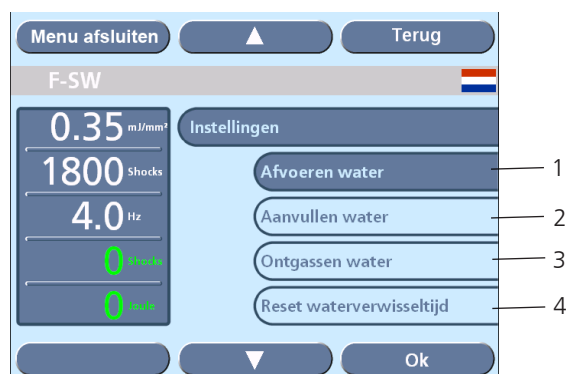 Menu afsluiten ▲ Terug
F-SW
0.35 mJ/mm²
1800 Shocks
4.0 Hz
0 Shocks
0 Joule
Instellingen
Afvoeren water 1
Aanvullen water 2
Ontgassen water 3
Reset waterverwisseltijd 4
▼ Ok